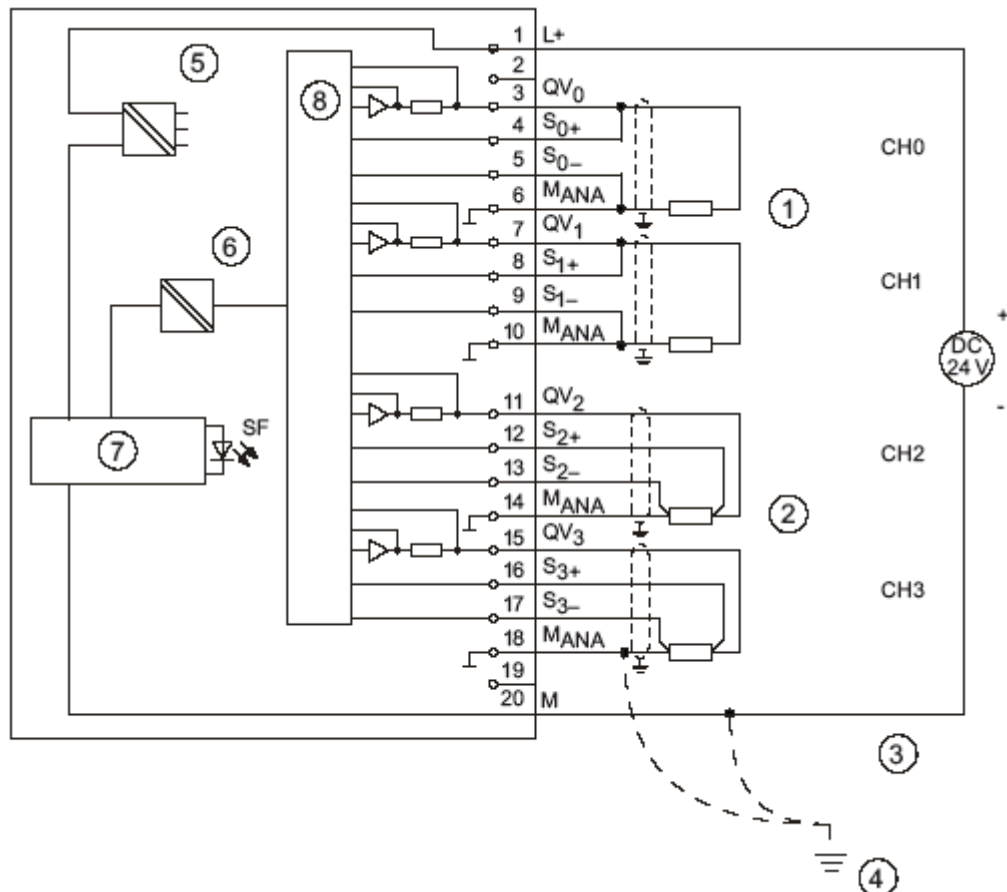 1 L+
5
2
8
3 QV0
4 S0+
CH0
5 S0–
6 MANA
1
7 QV1
6
8 S1+
CH1
9 S1–
+
10 MANA
DC
24 V
-
11 QV2
7 SF
12 S2+
CH2
13 S2–
14 MANA
2
15 QV3
16 S3+
CH3
17 S3–
18 MANA
19
20 M
3
4